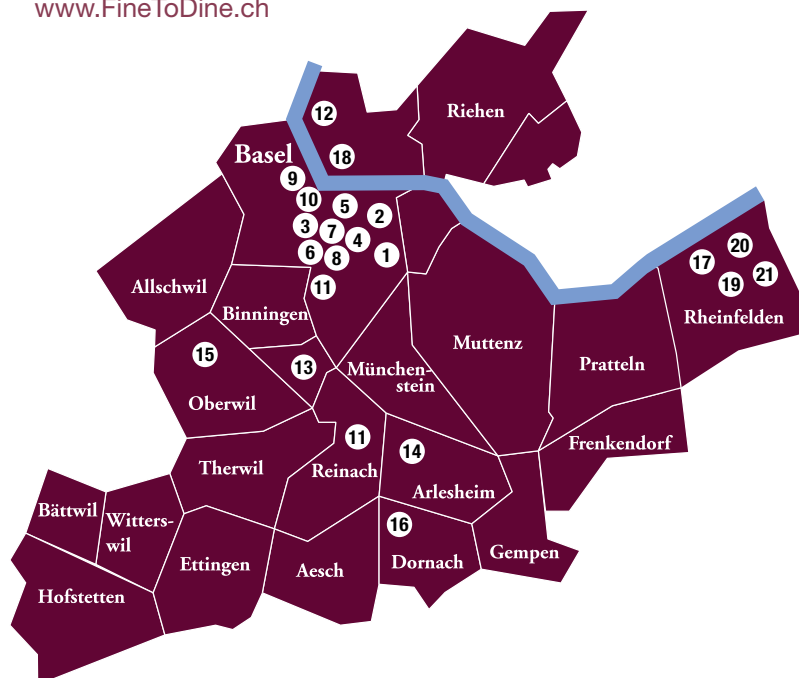 www.FineToDine.ch
12
Riehen
Basel
18
9
10
5
2
3
7
4
6
8
1
11
20
17
21
19
Rheinfelden
Allschwil
Binningen
Muttenz
15
13
München-
stein
Pratteln
Oberwil
11
14
Frenkendorf
Therwil
Reinach
Arlesheim
Bättwil
Witters-
wil
16
Gempen
Ettingen
Aesch
Dornach
Hofstetten